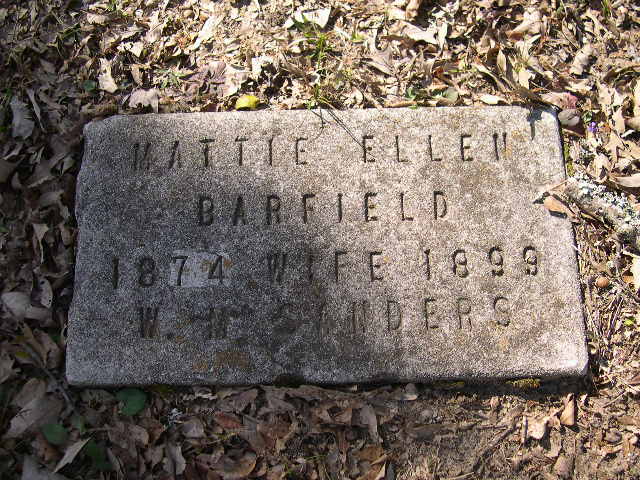 MATTIE ELLEN
BARFIELD
1874 WIFE 1899
W. N. SANDERS